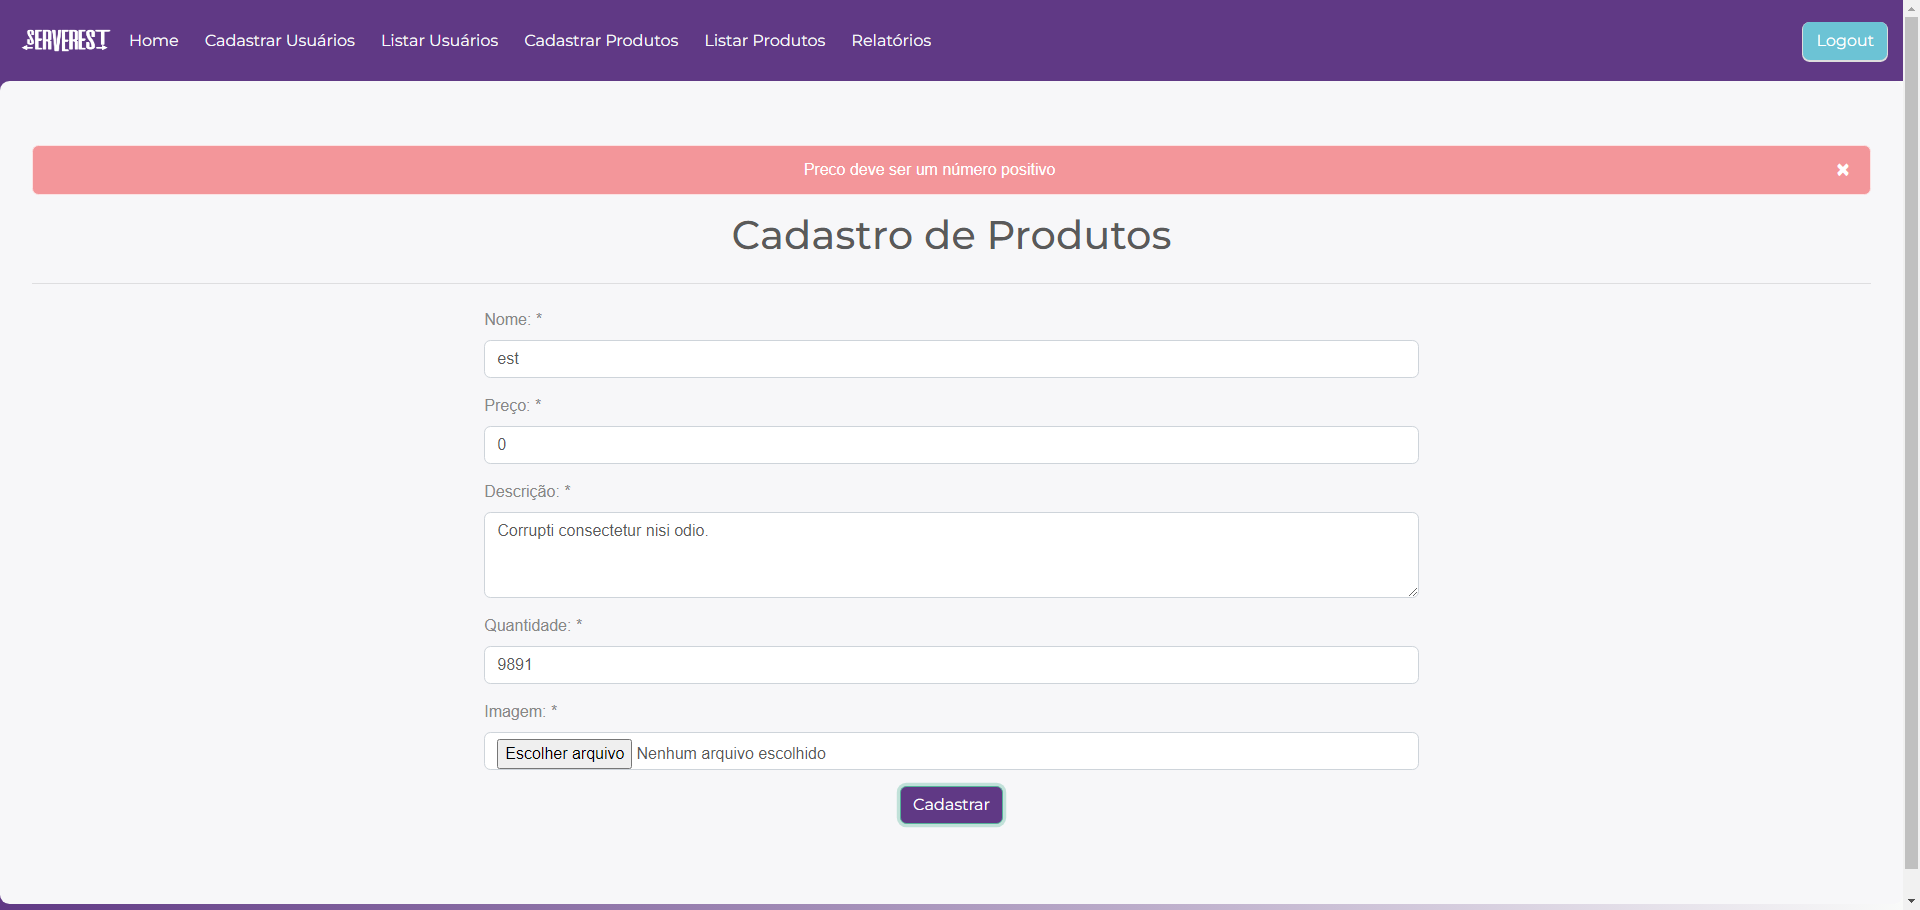 SERVEREST Home Cadastrar Usuários Listar Usuários Cadastrar Produtos Listar Produtos Relatórios Logout
Preco deve ser um número positivo
Cadastro de Produtos
Nome: *
est
Preço: *
0
Descrição: *
Corrupti consectetur nisi odio.
Quantidade: *
9891
Imagem: *
Escolher arquivo Nenhum arquivo escolhido
Cadastrar